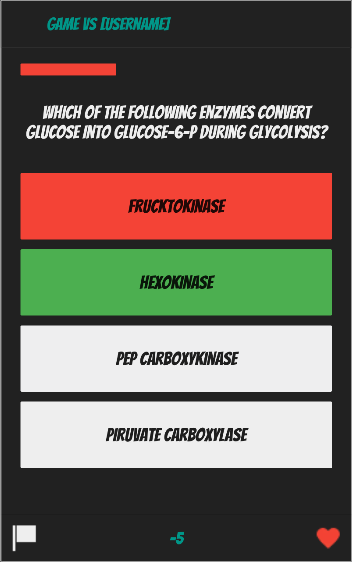 GAME VS [USERNAME]
WHICH OF THE FOLLOWING ENZYMES CONVERT
GLUCOSE INTO GLUCOSE-6-P DURING GLYCOLYSIS?
FRUCKTOKINASE
HEXOKINASE
PEP CARBOXYKINASE
PIRUVATE CARBOXYLASE
-5